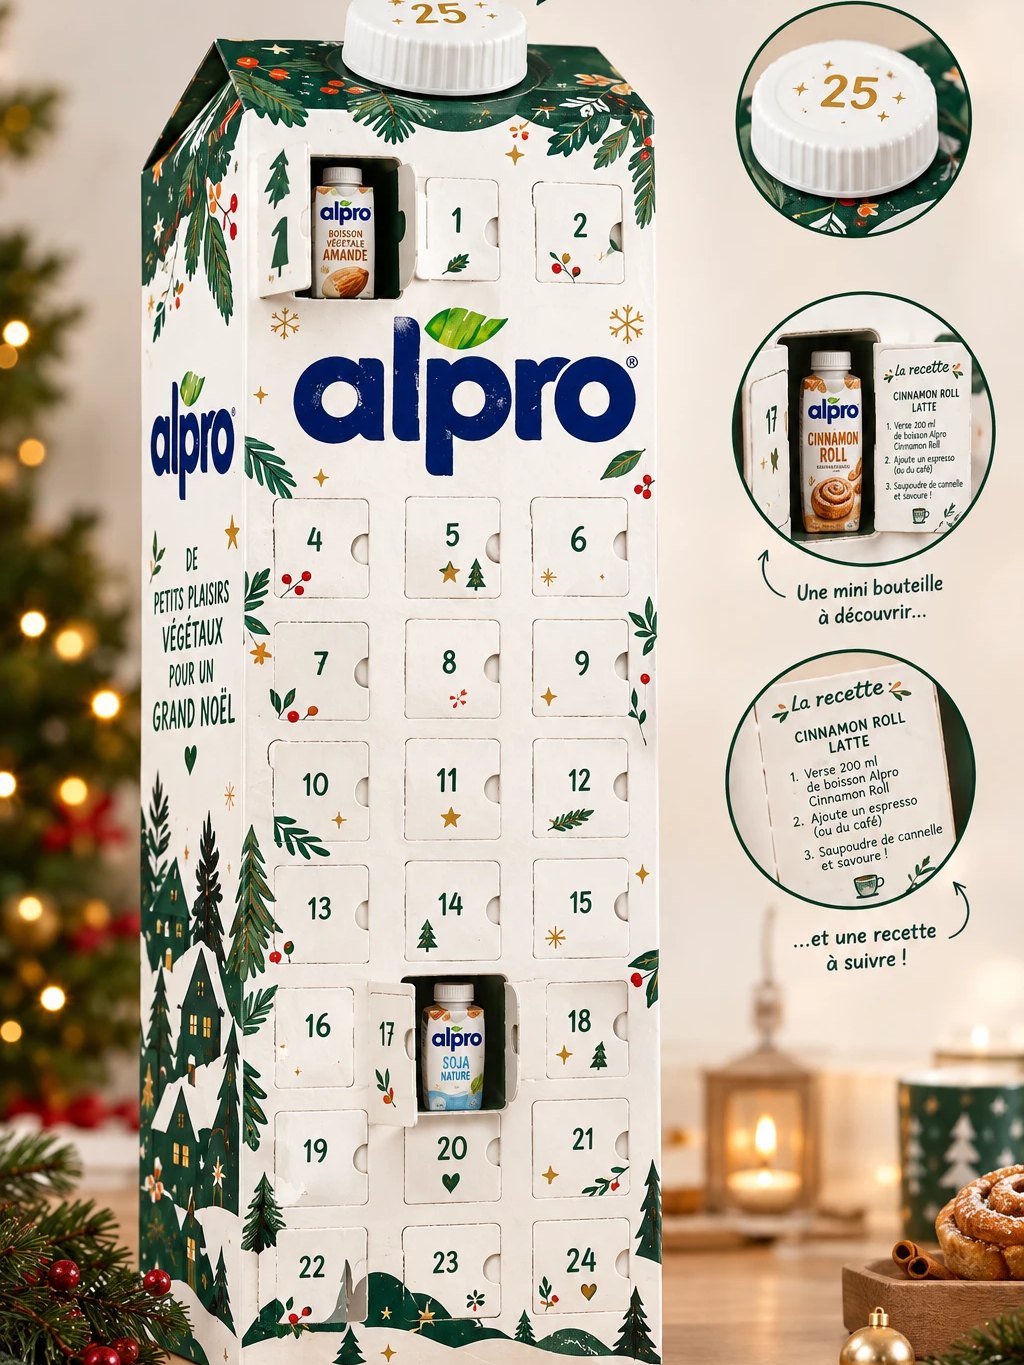 25
1
alpro
BOISSON
VÉGÉTALE
AMANDE
1
2
alpro®
alpro®
DE
PETITS PLAISIRS
VÉGÉTAUX
POUR UN
GRAND NOËL
4
5
6
7
8
9
10
11
12
13
14
15
16
17
alpro
SOJA
NATURE
18
19
20
21
22
23
24
25
17
alpro
CINNAMON
ROLL
La recette
CINNAMON ROLL
LATTE
1. Verse 200 ml
de boisson Alpro
Cinnamon Roll
2. Ajoute un espresso
(ou du café)
3. Saupoudre de cannelle
et savoure !
Une mini bouteille
à découvrir...
La recette
CINNAMON ROLL
LATTE
1. Verse 200 ml
de boisson Alpro
Cinnamon Roll
2. Ajoute un espresso
(ou du café)
3. Saupoudre de cannelle
et savoure !
...et une recette
à suivre !